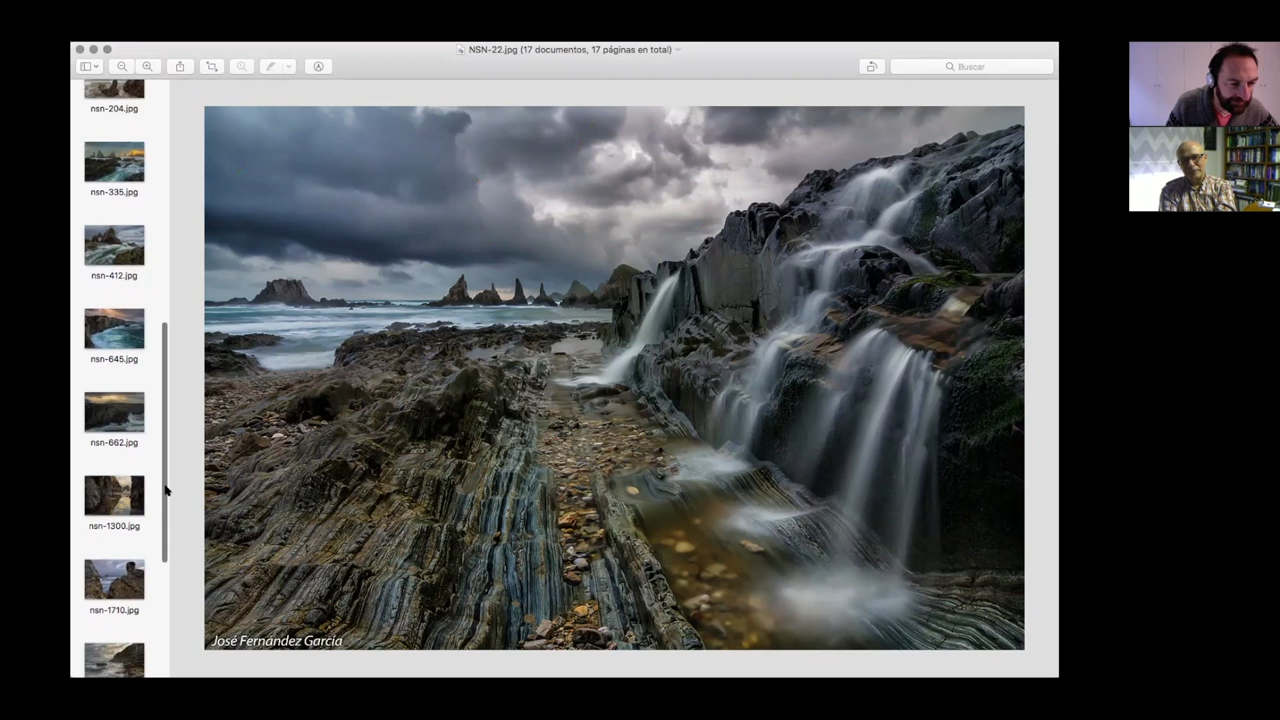 NSN-22.jpg (17 documentos, 17 páginas en total)
Buscar
nsn-204.jpg
nsn-335.jpg
nsn-412.jpg
nsn-645.jpg
nsn-662.jpg
nsn-1300.jpg
nsn-1710.jpg
José Fernández García